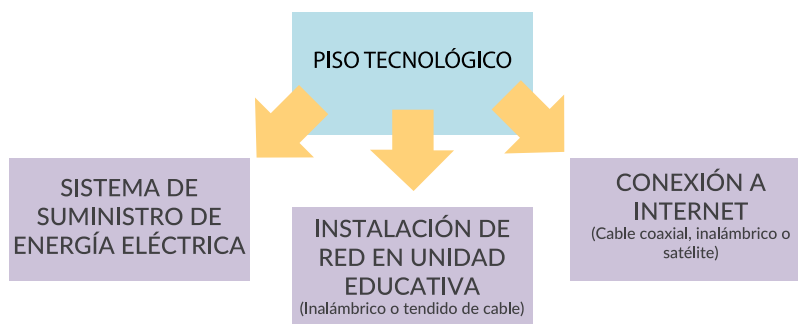 PISO TECNOLÓGICO
SISTEMA DE
SUMINISTRO DE
ENERGÍA ELÉCTRICA
INSTALACIÓN DE
RED EN UNIDAD
EDUCATIVA
(Inalámbrico o tendido de cable)
CONEXIÓN A
INTERNET
(Cable coaxial, inalámbrico o
satélite)